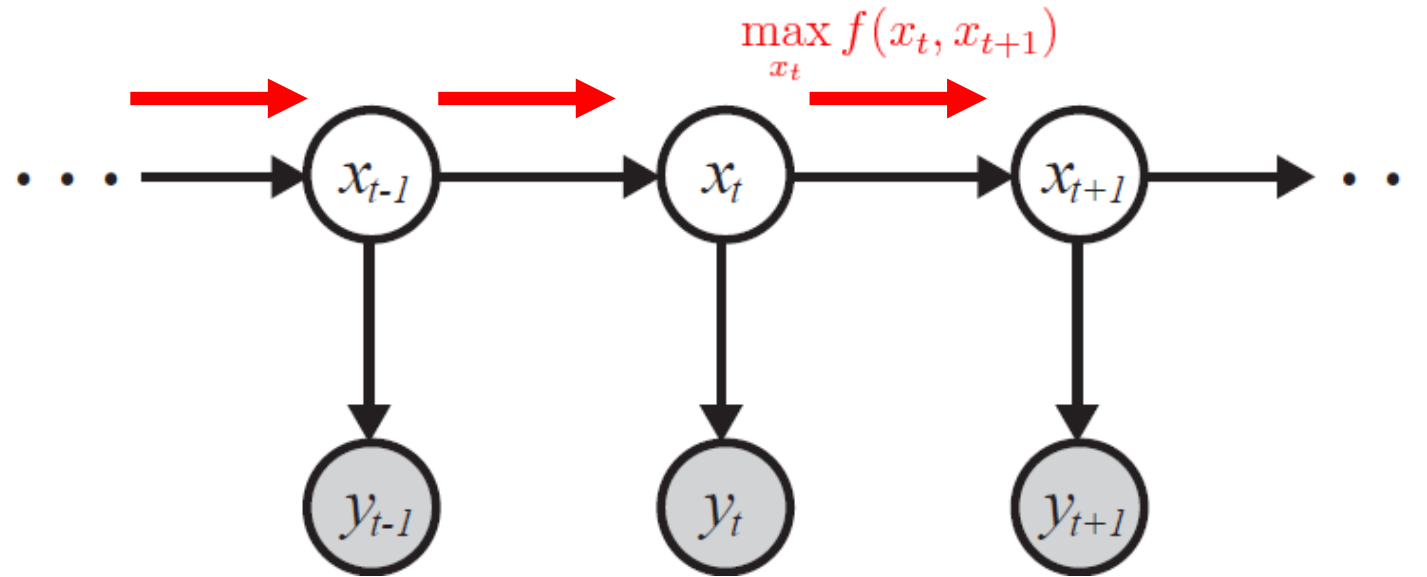 max f(x_t, x_{t+1})
x_t
· · · x_{t-1} x_t x_{t+1} · ·
y_{t-1} y_t y_{t+1}